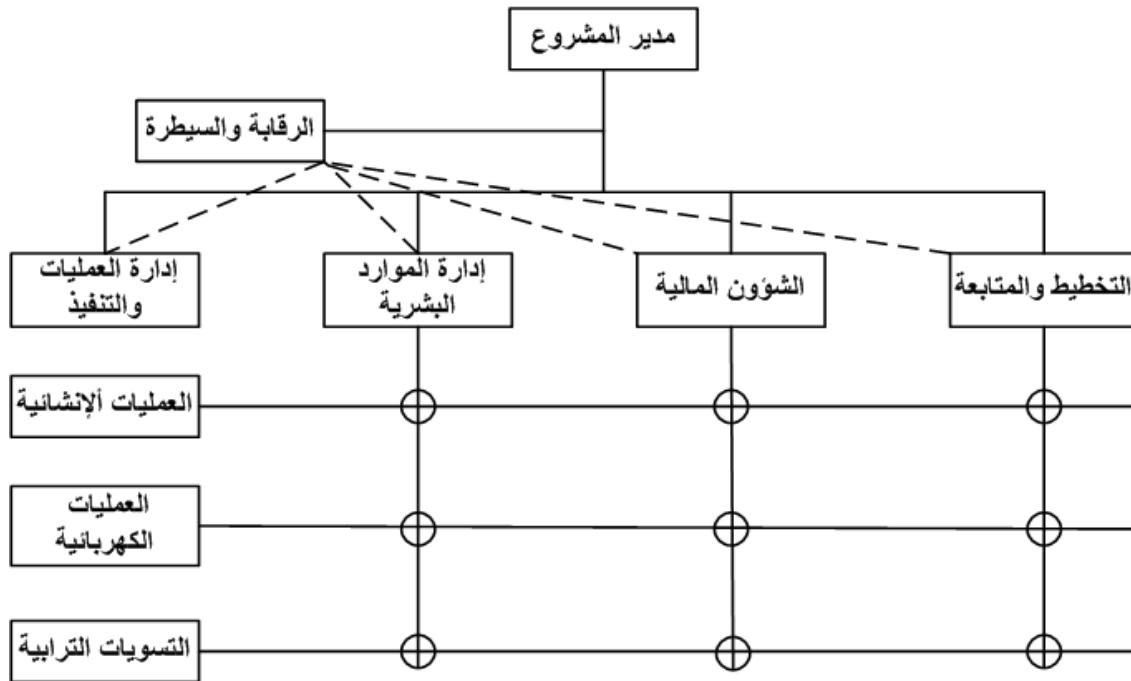 مدير المشروع
الرقابة والسيطرة
التخطيط والمتابعة
الشؤون المالية
إدارة الموارد
البشرية
إدارة العمليات
والتنفيذ
العمليات ألإنشائية
العمليات
الكهربائية
التسويات الترابية